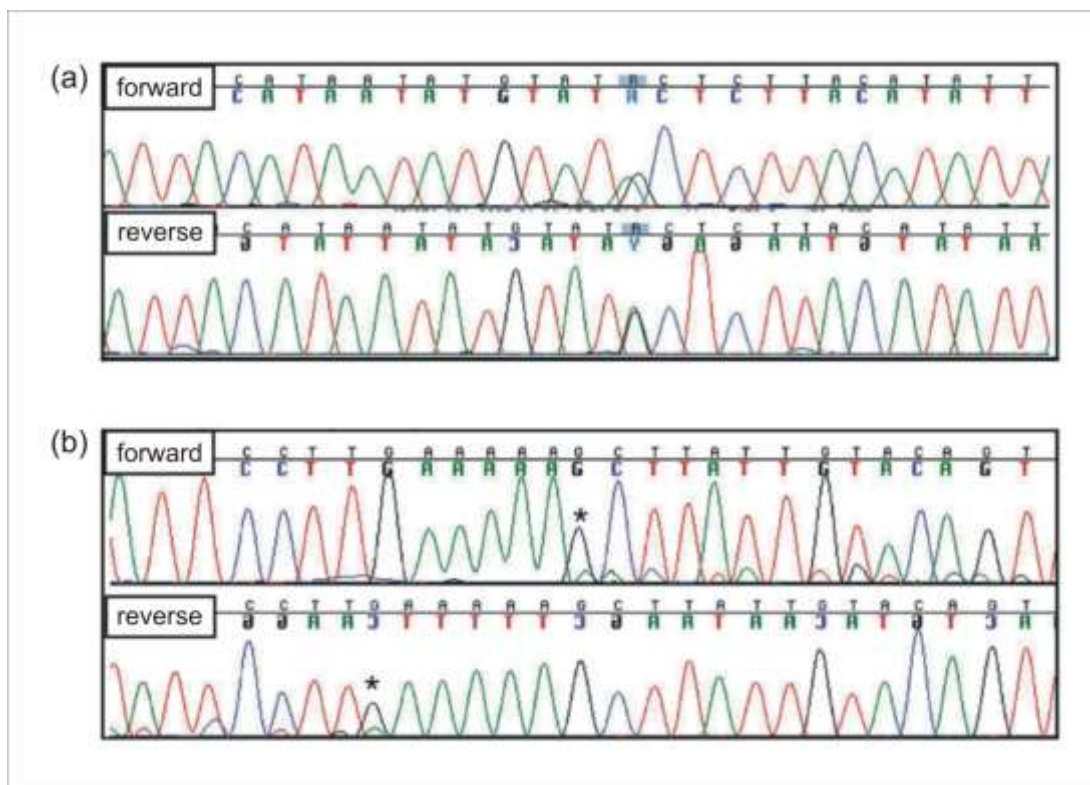 (a)
forward
C A T A A T A T G T A T R C T C T T A C A T A T T
C A T A A T A T G T A T R C T C T T A C A T A T T
reverse
C A T A A T A T G T A T R C T C T T A C A T A T T
G T A T T A T A C A T A Y G A G A A T G T A T A A
(b)
forward
C C T T G A A A A A G C T T A T T G T A C A G T
C C T T G A A A A A G C T T A T T G T A C A G T
*
reverse
C C T T G A A A A A G C T T A T T G T A C A G T
G G A A C T T T T T C G A A T A A C A T G T C A
*